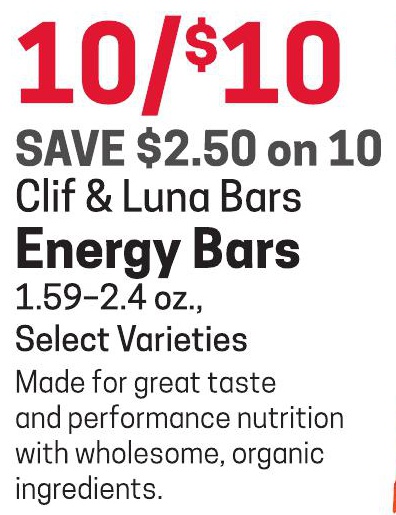 10/$10
SAVE $2.50 on 10
Clif & Luna Bars
Energy Bars
1.59–2.4 oz.,
Select Varieties
Made for great taste
and performance nutrition
with wholesome, organic
ingredients.